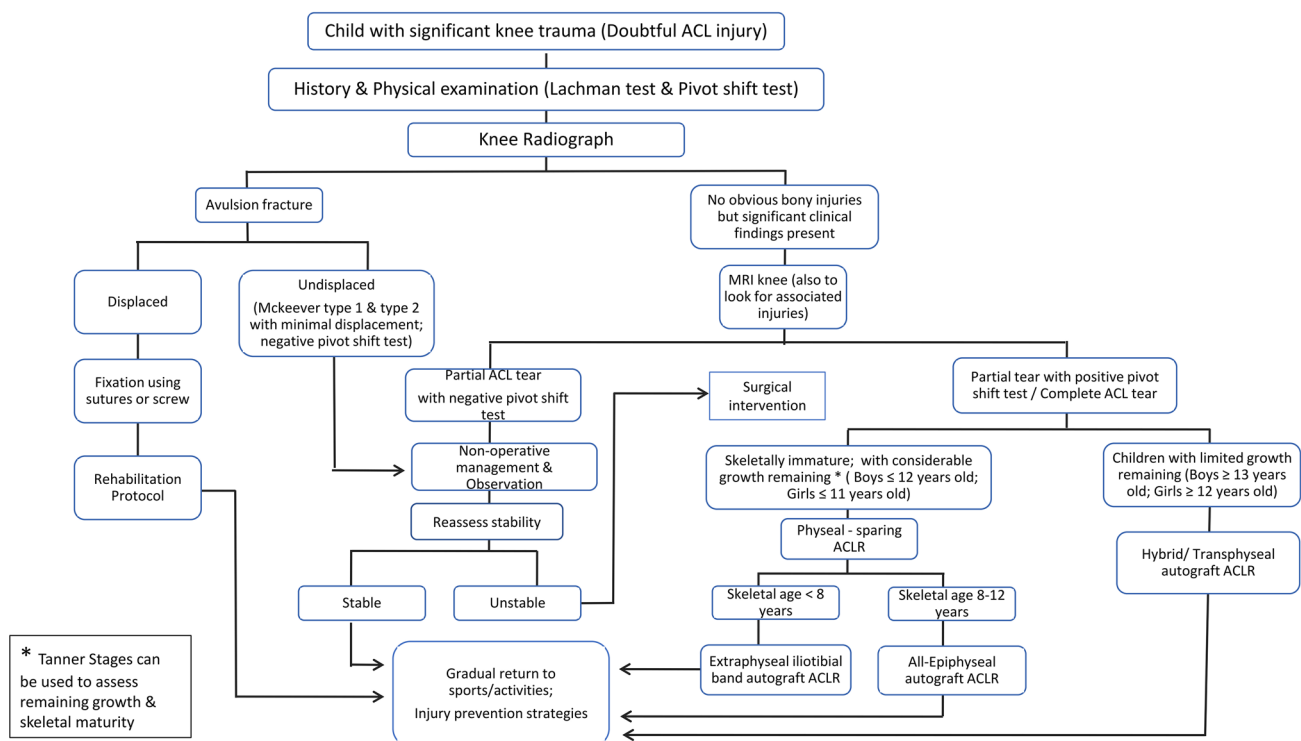 Child with significant knee trauma (Doubtful ACL injury)
History & Physical examination (Lachman test & Pivot shift test)
Knee Radiograph
Avulsion fracture
No obvious bony injuries
but significant clinical
findings present
Displaced
Undisplaced
(Mckeever type 1 & type 2
with minimal displacement;
negative pivot shift test)
MRI knee (also to
look for associated
injuries)
Fixation using
sutures or screw
Partial ACL tear
with negative pivot shift
test
Surgical
intervention
Partial tear with positive pivot
shift test / Complete ACL tear
Rehabilitation
Protocol
Non-operative
management &
Observation
Skeletally immature; with considerable
growth remaining * ( Boys ≤ 12 years old;
Girls ≤ 11 years old)
Children with limited growth
remaining (Boys ≥ 13 years
old; Girls ≥ 12 years old)
Reassess stability
Physeal - sparing
ACLR
Hybrid/ Transphyseal
autograft ACLR
Stable
Unstable
Skeletal age < 8
years
Skeletal age 8-12
years
Extraphyseal iliotibial
band autograft ACLR
All-Epiphyseal
autograft ACLR
Gradual return to
sports/activities;
Injury prevention strategies
* Tanner Stages can
be used to assess
remaining growth &
skeletal maturity